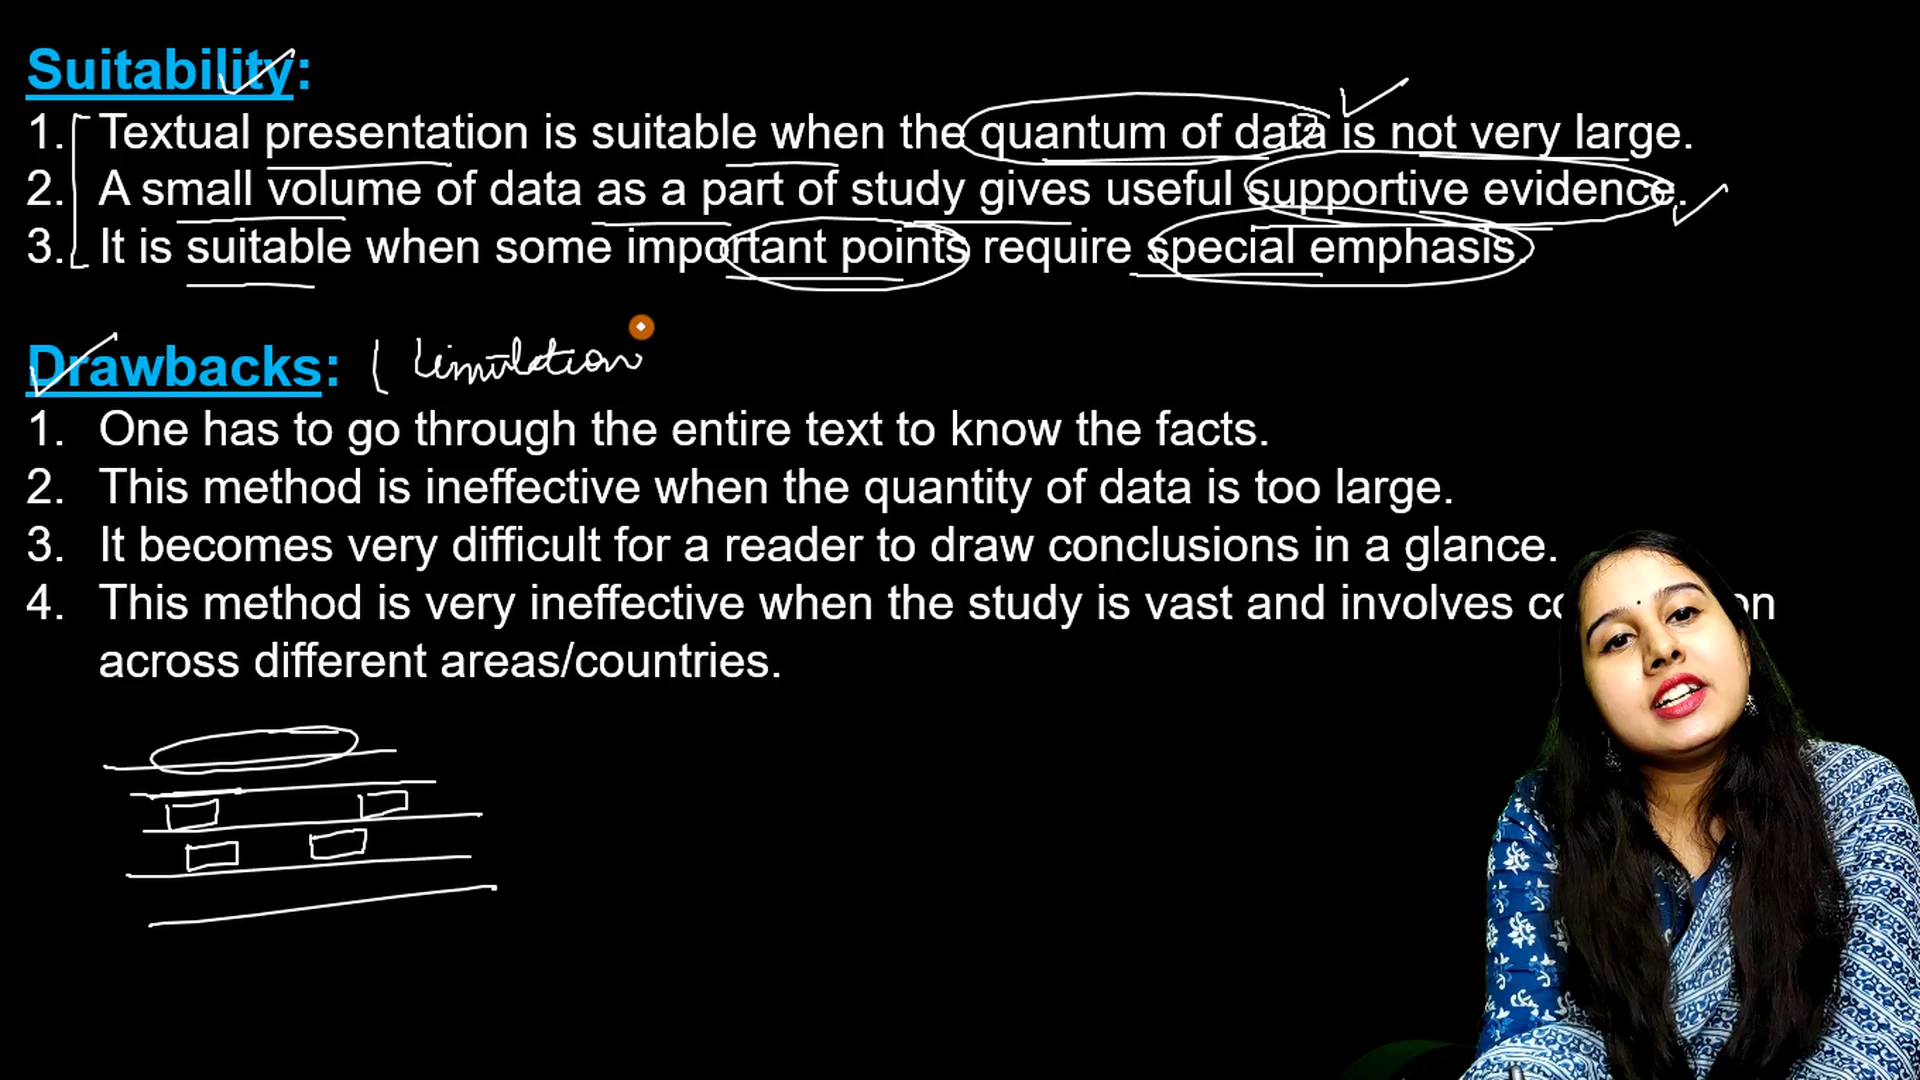 Suitability:
1. Textual presentation is suitable when the quantum of data is not very large.
2. A small volume of data as a part of study gives useful supportive evidence.
3. It is suitable when some important points require special emphasis.
Drawbacks: (Limitation
1. One has to go through the entire text to know the facts.
2. This method is ineffective when the quantity of data is too large.
3. It becomes very difficult for a reader to draw conclusions in a glance.
4. This method is very ineffective when the study is vast and involves
across different areas/countries.